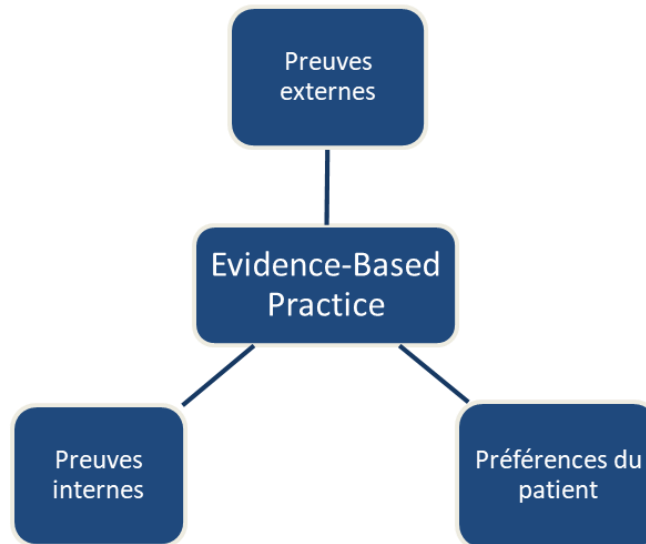 Preuves
externes
Evidence-Based
Practice
Preuves
internes
Préférences du
patient